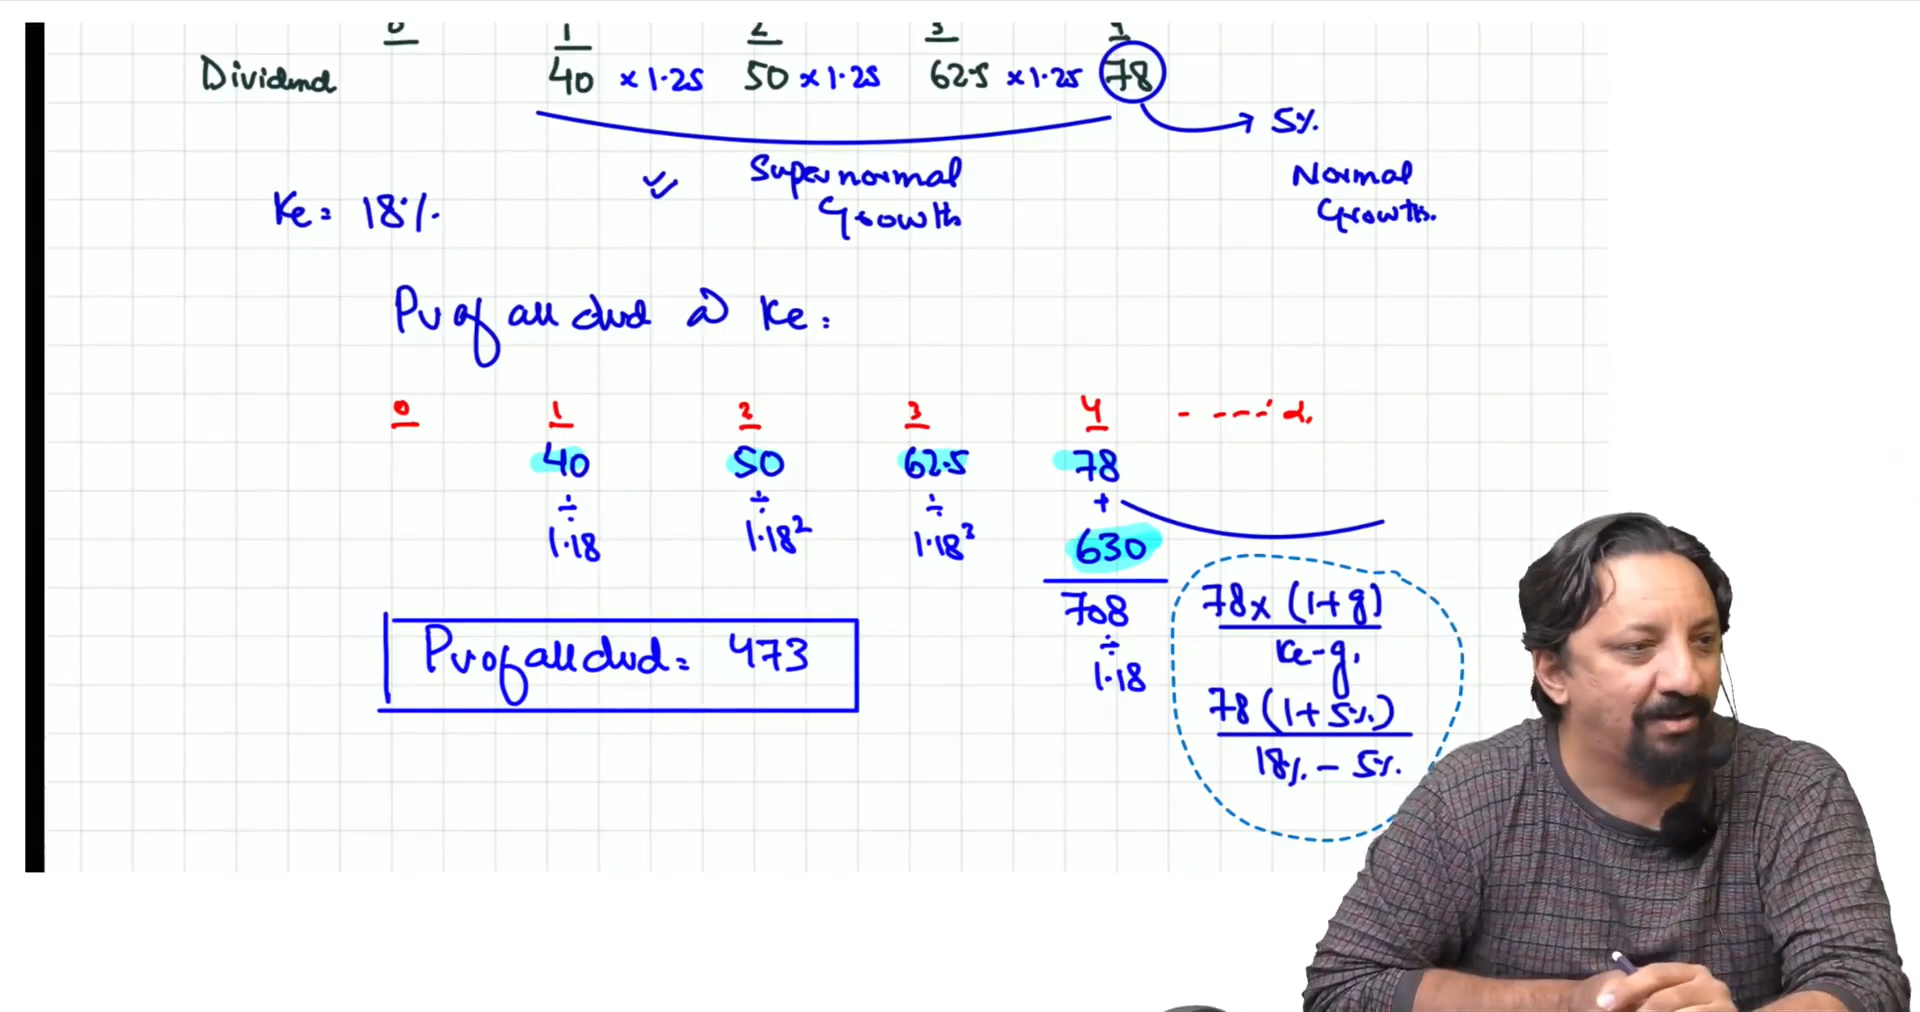 0 1 2 3 4
Dividend 40 × 1.25 50 × 1.25 62.5 × 1.25 78
→ 5%.
Supernormal Growth
Normal Growth.
Ke = 18%.
Pv of all divd @ Ke =
0 1 2 3 4 - - - - - α.
40 50 62.5 78
÷ ÷ ÷ +
1.18 1.18² 1.18³ 630
708
÷
1.18
78 x (1+g)
Ke-g.
78 (1+5%)
18% - 5%.
Pv of all divd = 473